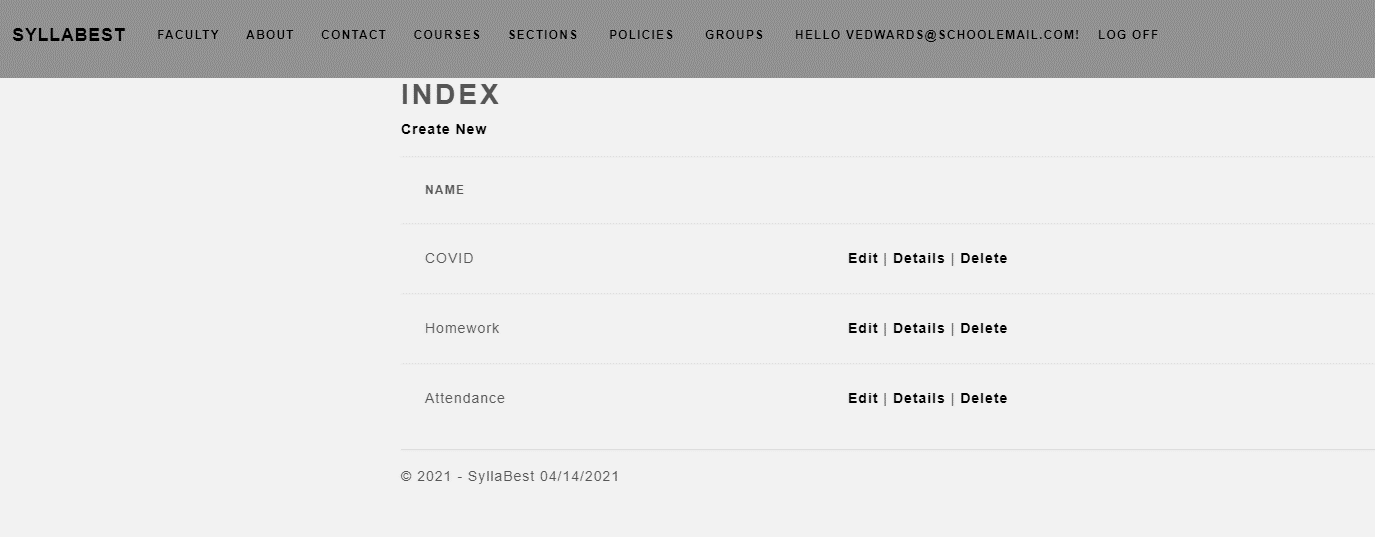 SYLLABEST FACULTY ABOUT CONTACT COURSES SECTIONS POLICIES GROUPS HELLO VEDWARDS@SCHOOLEMAIL.COM! LOG OFF
INDEX
Create New
NAME
COVID Edit | Details | Delete
Homework Edit | Details | Delete
Attendance Edit | Details | Delete
© 2021 - SyllaBest 04/14/2021